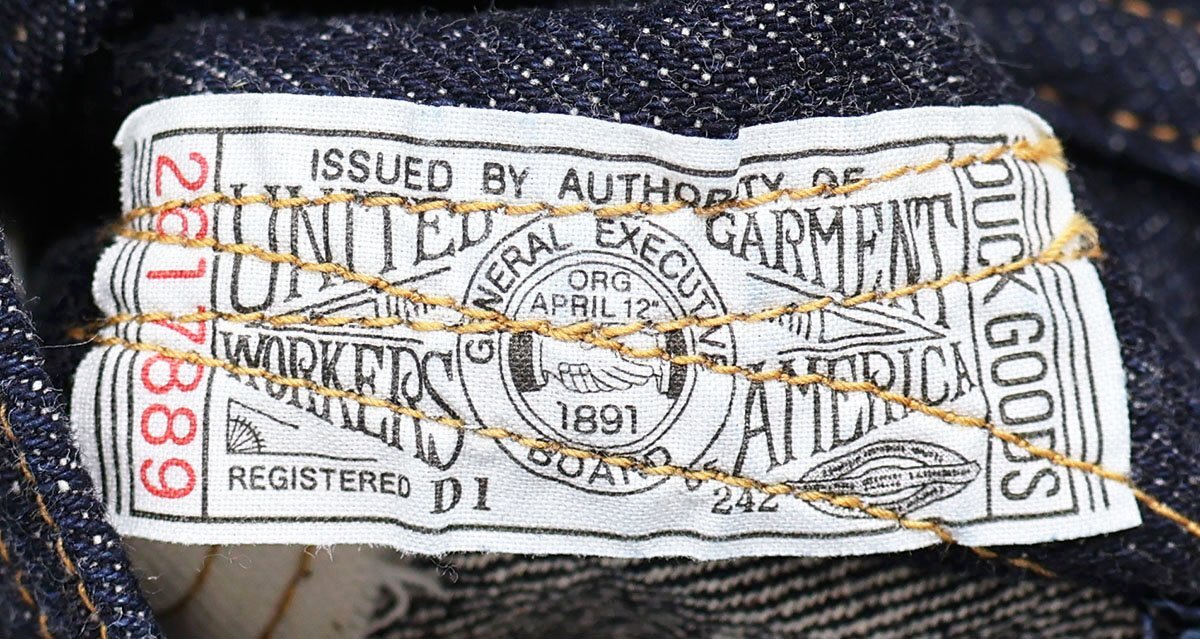 2617889
ISSUED BY AUTHORITY OF
UNITED GARMENT
WORKERS AMERICA
GENERAL EXECUTIVE
BOARD
ORG
APRIL 12"
1891
REGISTERED D1
242
DUCK GOODS